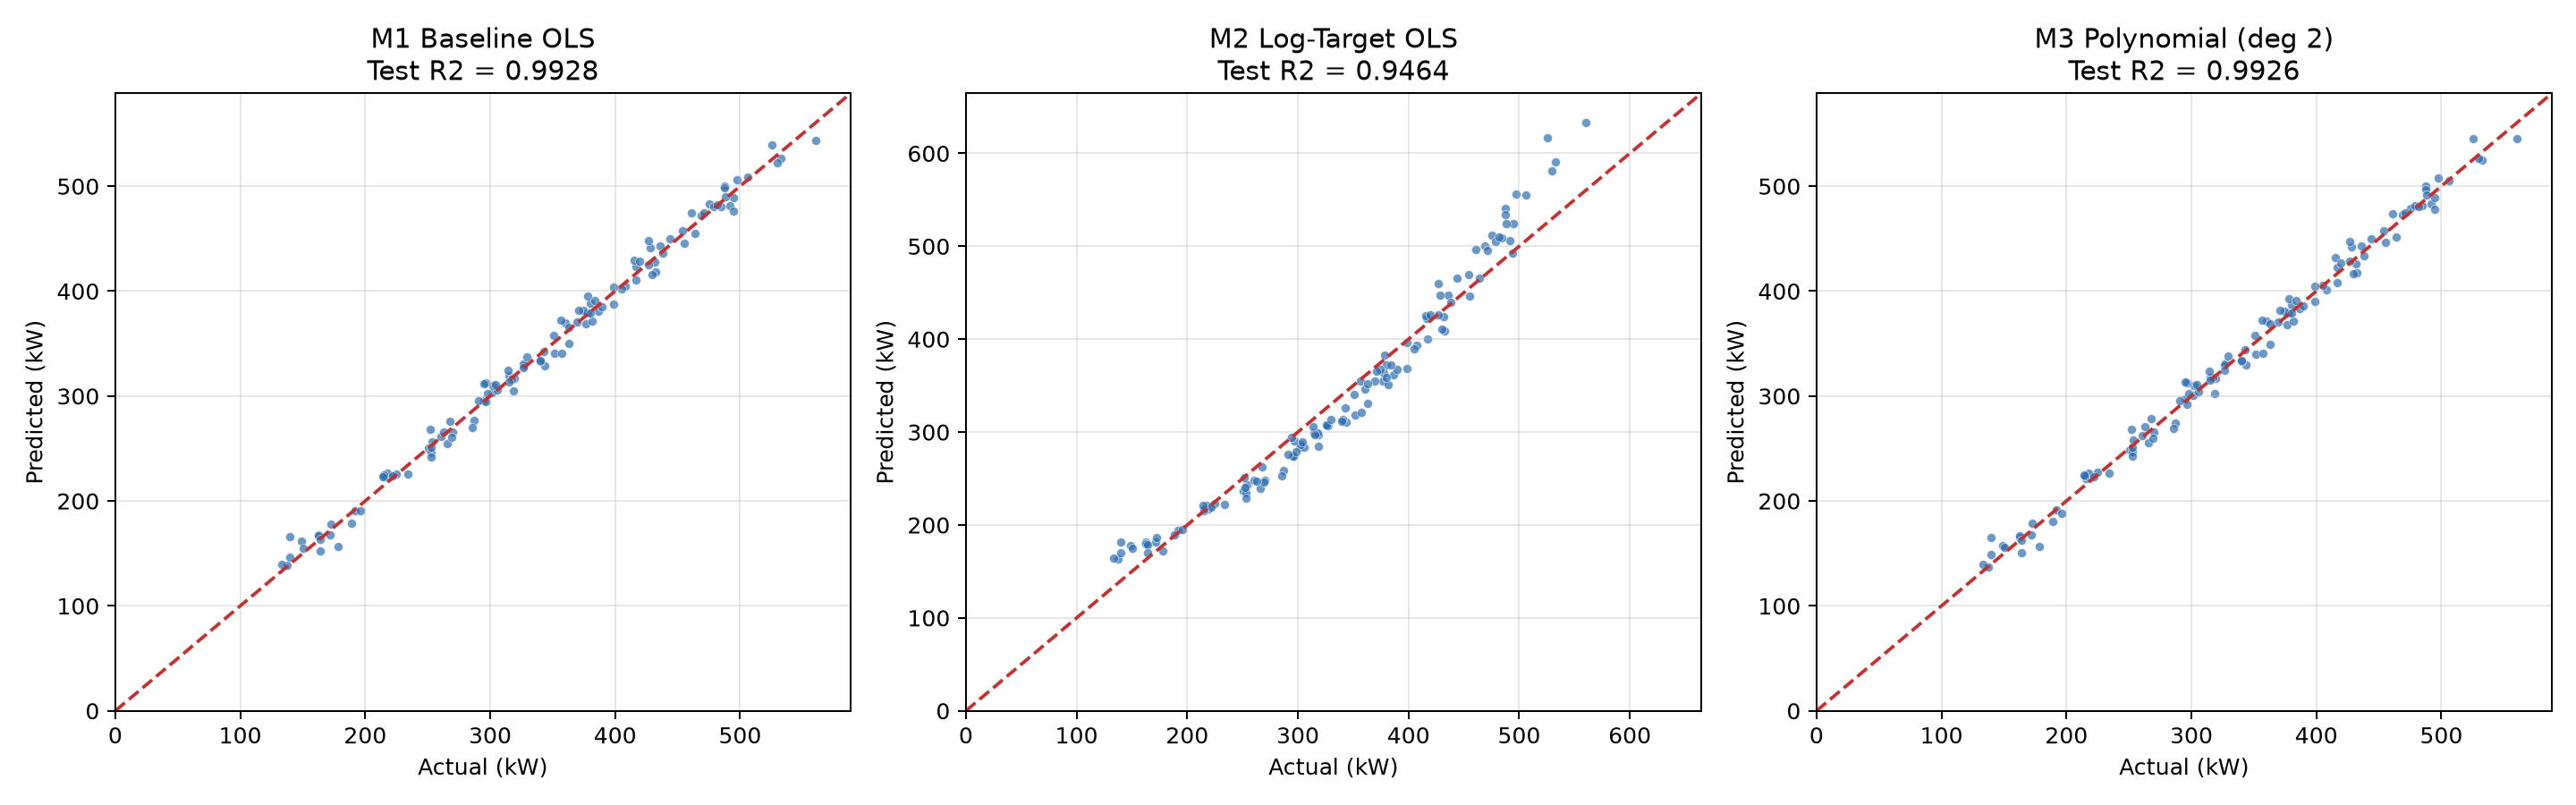 M1 Baseline OLS
Test R2 = 0.9928
500
400
300
200
100
0
Predicted (kW)
0 100 200 300 400 500
Actual (kW)
M2 Log-Target OLS
Test R2 = 0.9464
600
500
400
300
200
100
0
Predicted (kW)
0 100 200 300 400 500 600
Actual (kW)
M3 Polynomial (deg 2)
Test R2 = 0.9926
500
400
300
200
100
0
Predicted (kW)
0 100 200 300 400 500
Actual (kW)